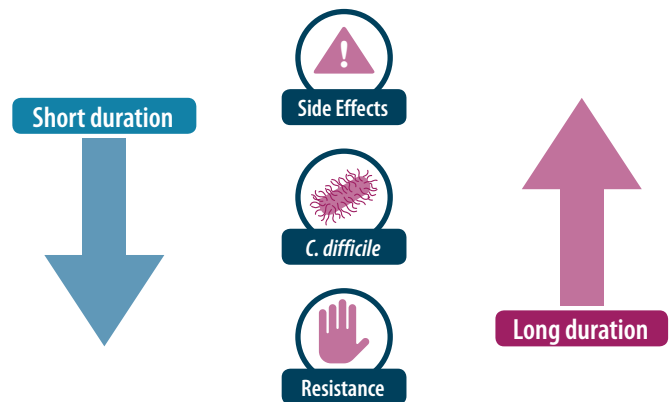 Short duration
Side Effects
C. difficile
Resistance
Long duration